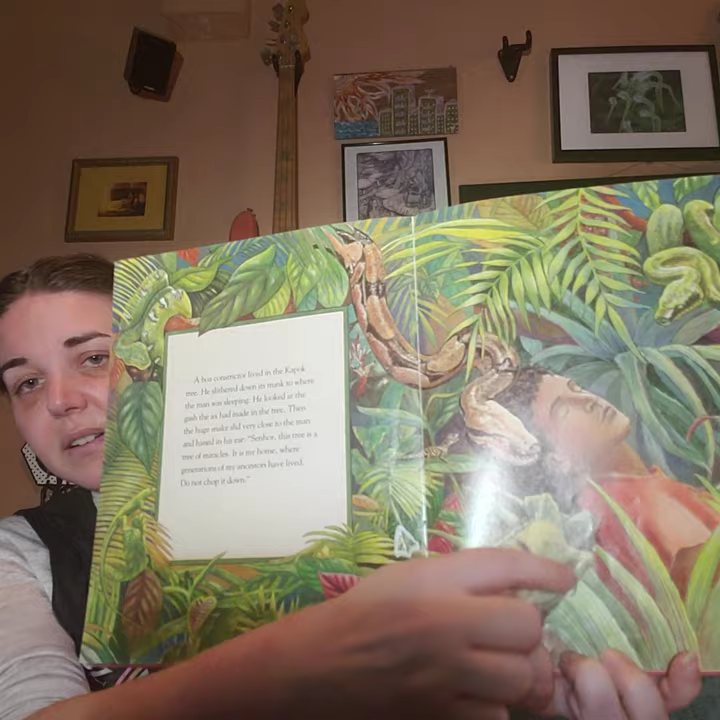 A boa constrictor lived in the Kapok
tree. He slithered down its trunk to where
the man was sleeping. He looked at the
gash the ax had made in the tree. Then
the huge snake slid very close to the man
and hissed in his ear: "Senhor, this tree is a
tree of miracles. It is my home, where
generations of my ancestors have lived.
Do not chop it down."